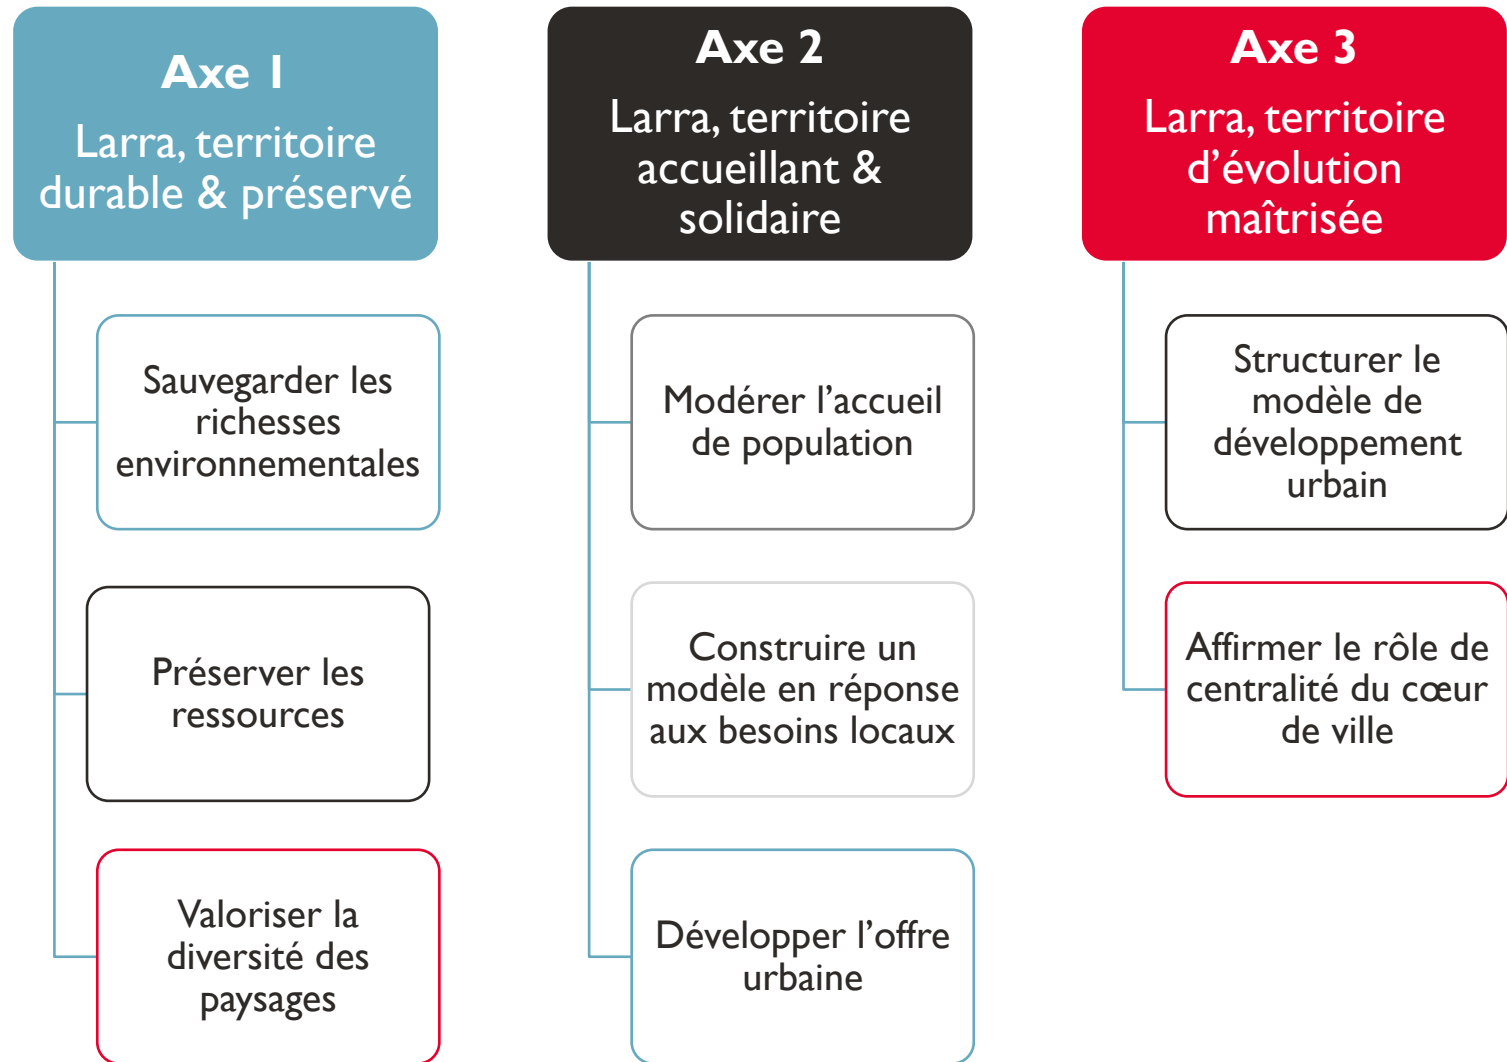 Axe 1
Larra, territoire
durable & préservé
Sauvegarder les
richesses
environnementales
Préserver les
ressources
Valoriser la
diversité des
paysages
Axe 2
Larra, territoire
accueillant &
solidaire
Modérer l’accueil
de population
Construire un
modèle en réponse
aux besoins locaux
Développer l’offre
urbaine
Axe 3
Larra, territoire
d’évolution
maîtrisée
Structurer le
modèle de
développement
urbain
Affirmer le rôle de
centralité du cœur
de ville